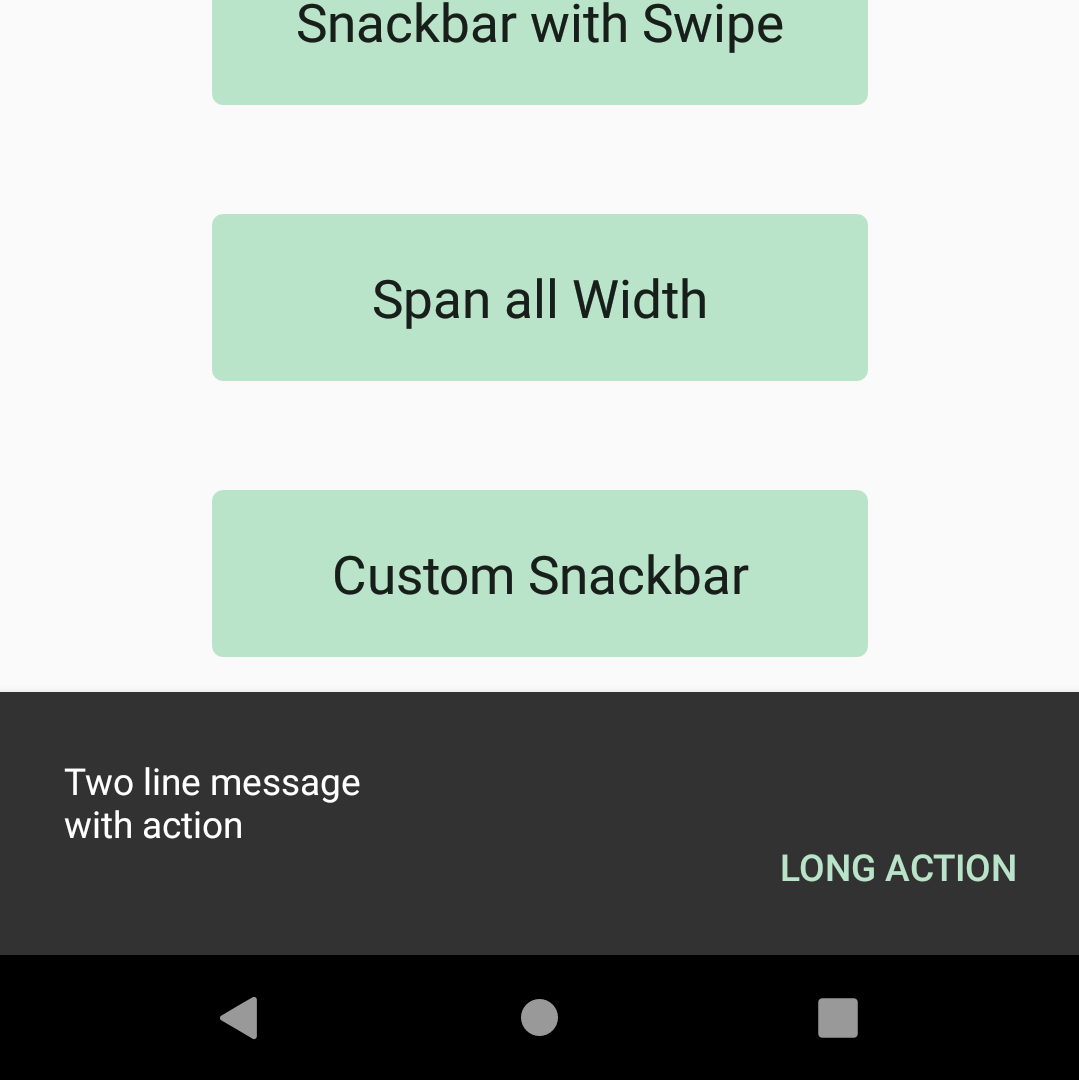 Snackbar with Swipe
Span all Width
Custom Snackbar
Two line message
with action
LONG ACTION